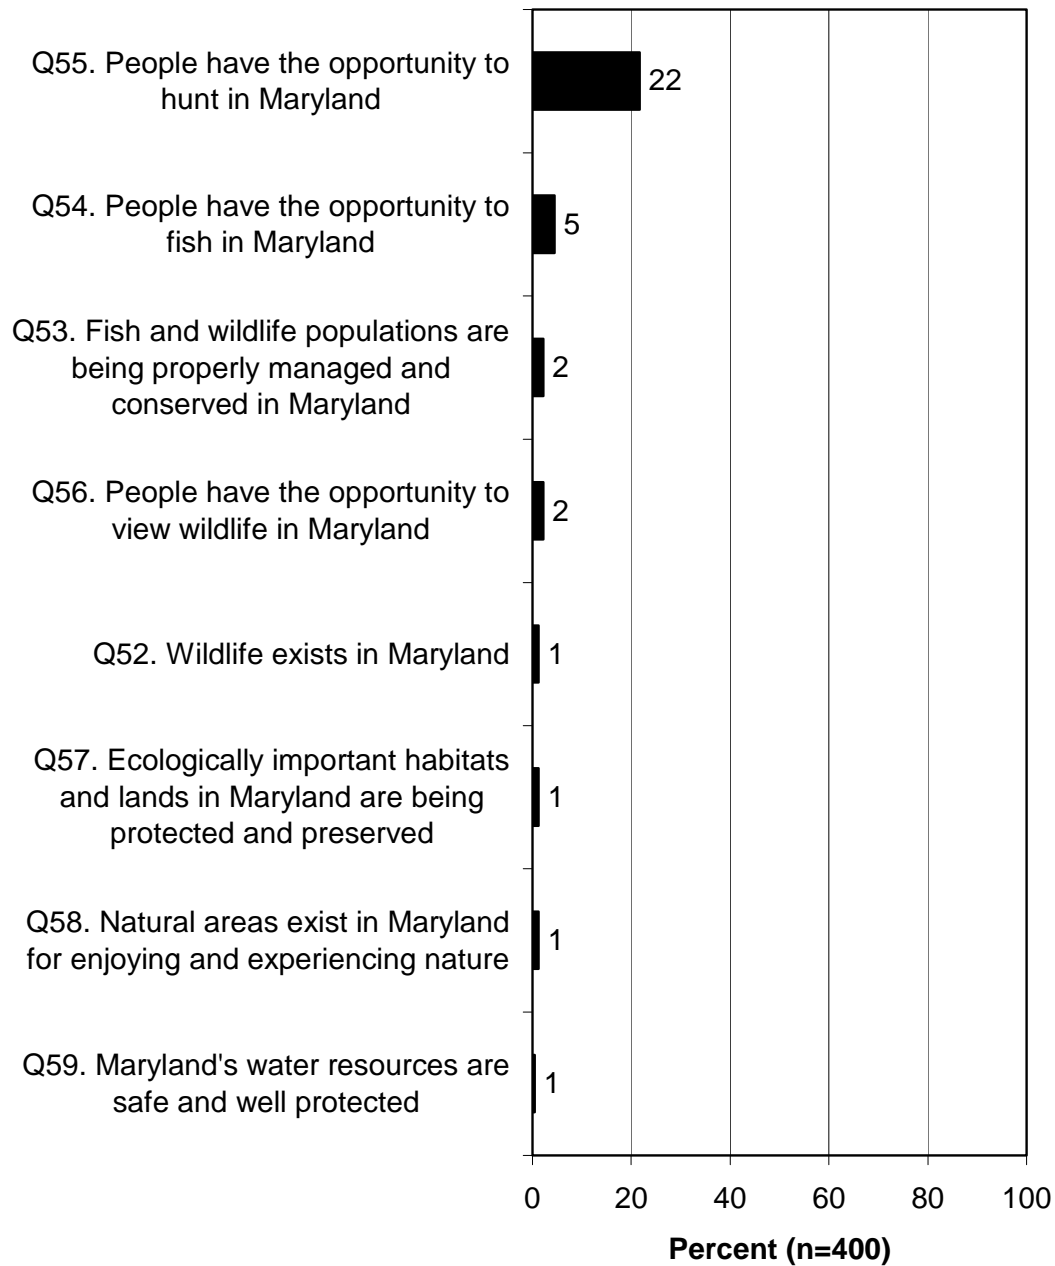 Q55. People have the opportunity to
hunt in Maryland
22
Q54. People have the opportunity to
fish in Maryland
5
Q53. Fish and wildlife populations are
being properly managed and
conserved in Maryland
2
Q56. People have the opportunity to
view wildlife in Maryland
2
Q52. Wildlife exists in Maryland
1
Q57. Ecologically important habitats
and lands in Maryland are being
protected and preserved
1
Q58. Natural areas exist in Maryland
for enjoying and experiencing nature
1
Q59. Maryland's water resources are
safe and well protected
1
0 20 40 60 80 100
Percent (n=400)